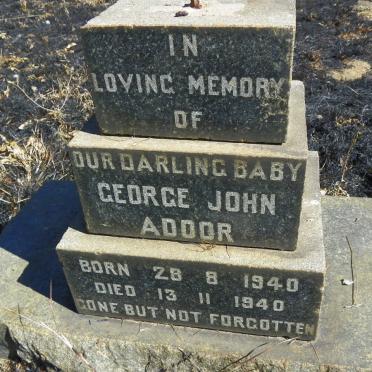 IN
LOVING MEMORY
OF
OUR DARLING BABY
GEORGE JOHN
ADDOR
BORN 28 8 1940
DIED 13 11 1940
GONE BUT NOT FORGOTTEN